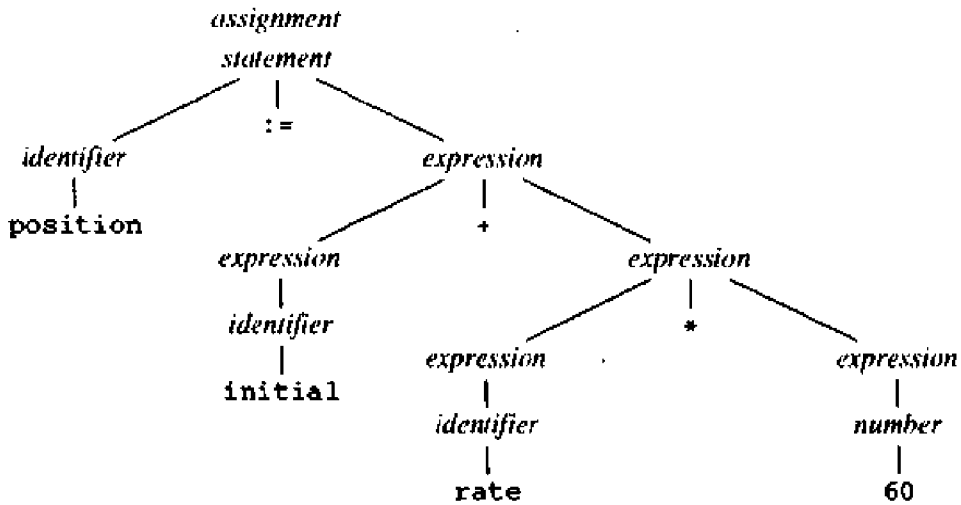 assignment
statement
:=
identifier
expression
position
+
expression
expression
identifier
*
expression
expression
initial
identifier
number
rate
60